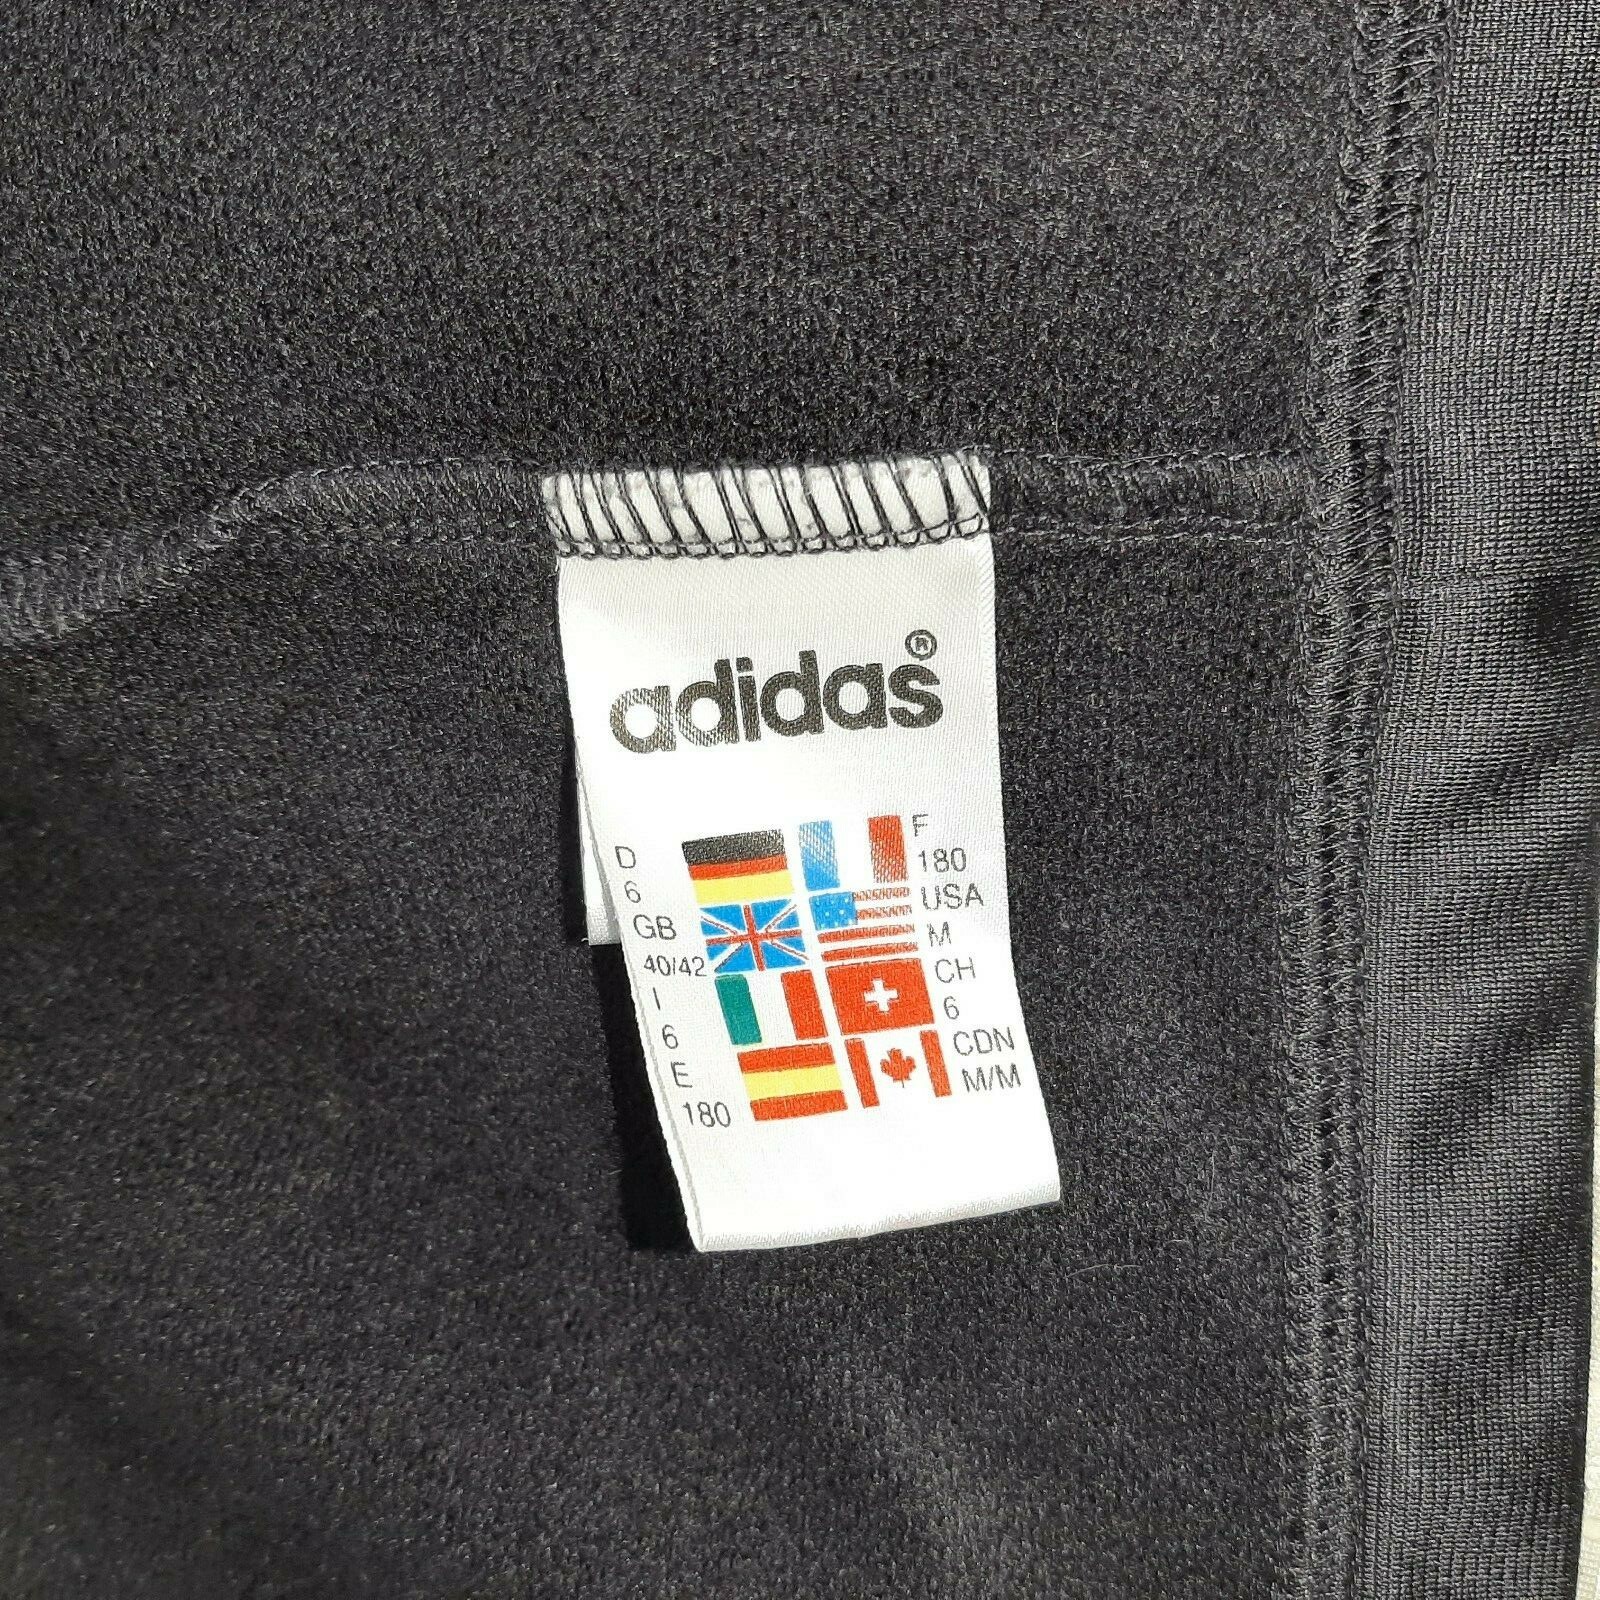 adidas®
D
6
GB
40/42
I
6
E
180
F
180
USA
M
CH
6
CDN
M/M